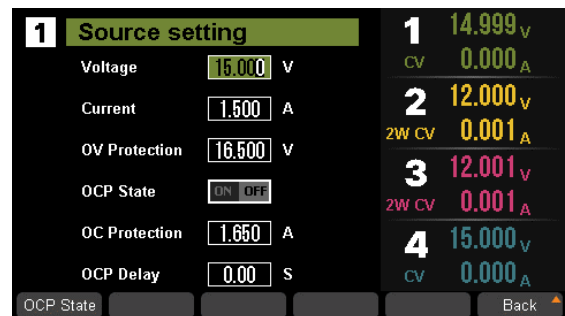 1 Source setting
Voltage 15.000 V
Current 1.500 A
OV Protection 16.500 V
OCP State ON OFF
OC Protection 1.650 A
OCP Delay 0.00 S
1 14.999 V
CV 0.000 A
2 12.000 V
2W CV 0.001 A
3 12.001 V
2W CV 0.001 A
4 15.000 V
CV 0.000 A
OCP State Back